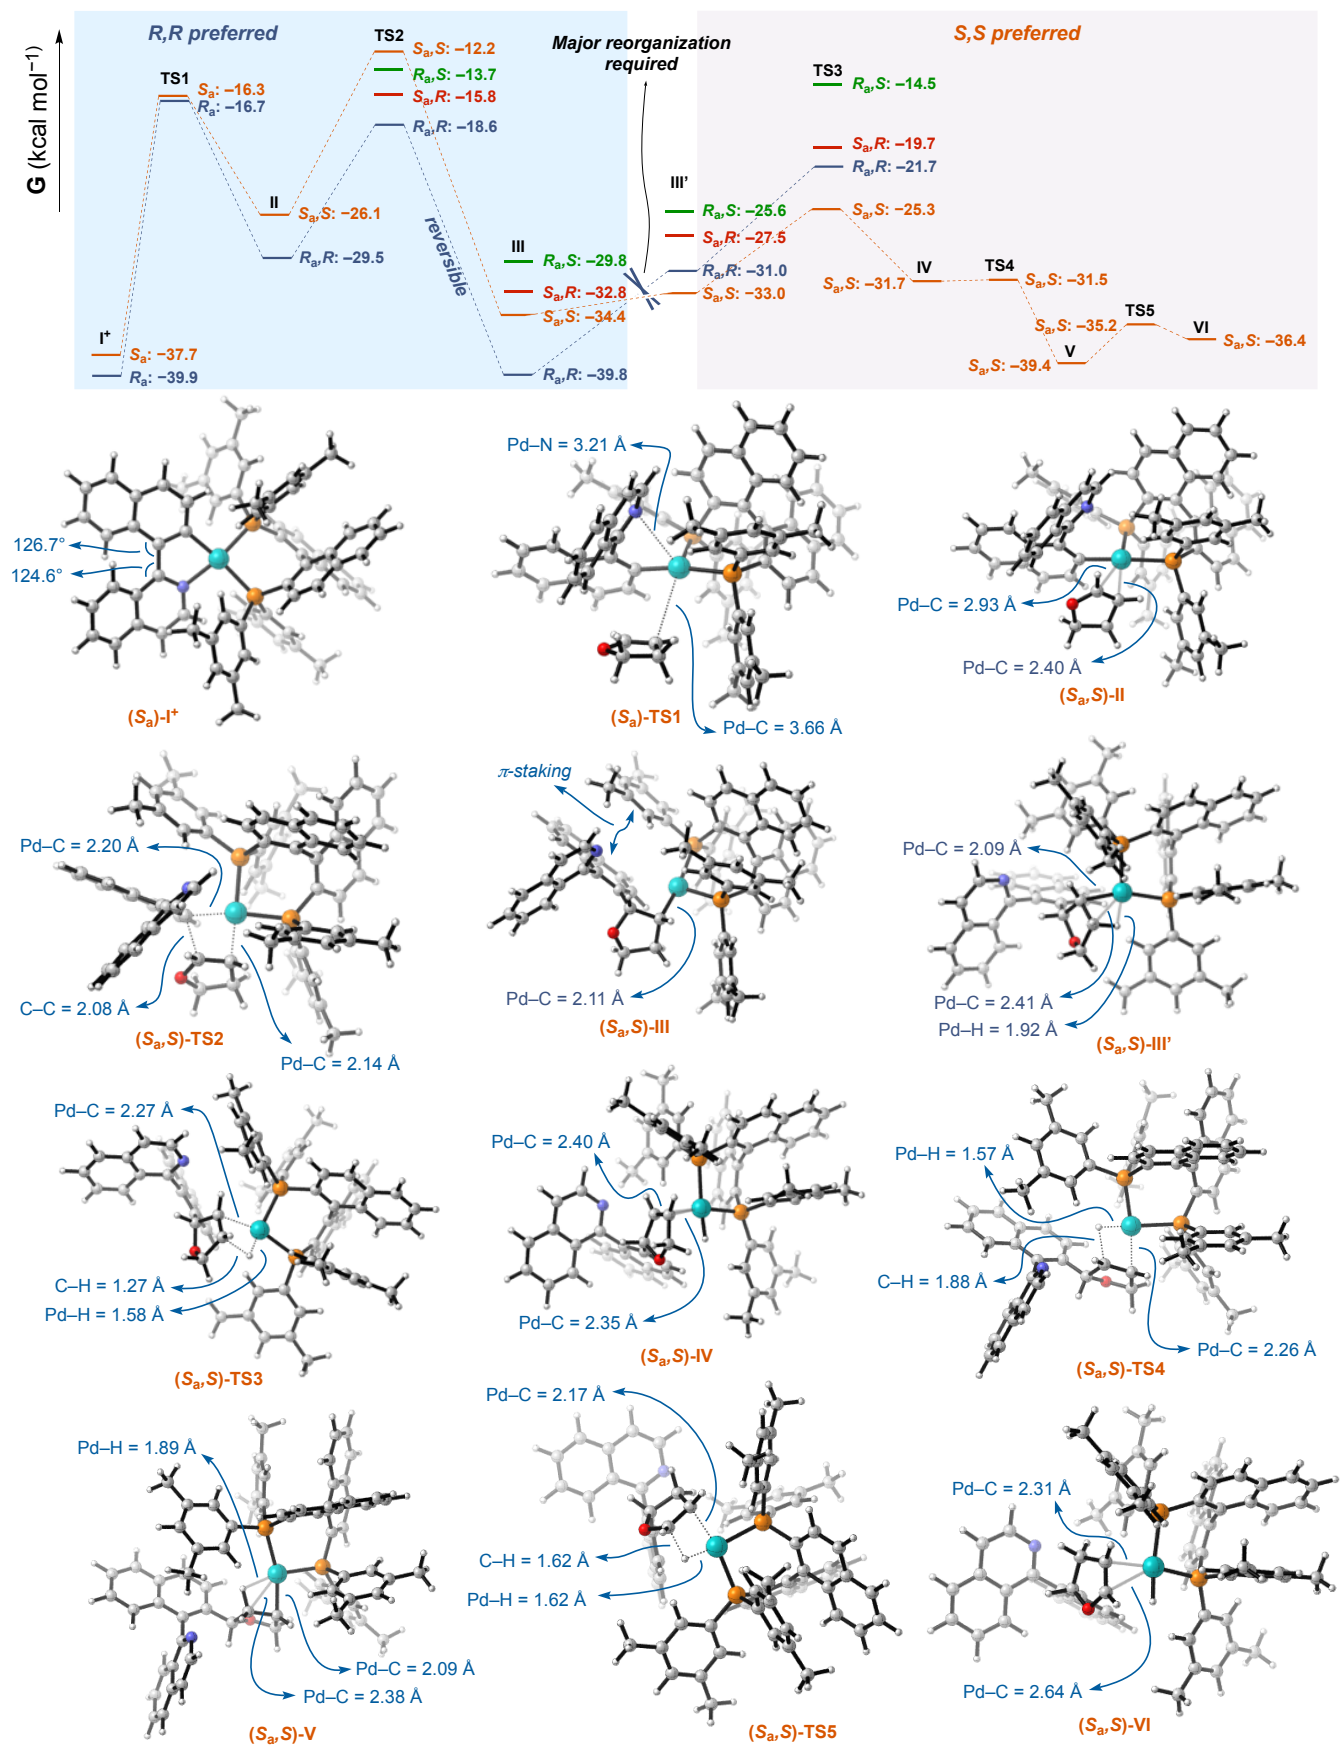 R,R preferred
S,S preferred
G (kcal mol⁻¹)
Major reorganization
required
reversible
TS1
Sₐ: −16.3
Rₐ: −16.7
TS2
Sₐ,S: −12.2
Rₐ,S: −13.7
Sₐ,R: −15.8
Rₐ,R: −18.6
II
Sₐ,S: −26.1
Rₐ,R: −29.5
I⁺
Sₐ: −37.7
Rₐ: −39.9
III
Rₐ,S: −29.8
Sₐ,R: −32.8
Sₐ,S: −34.4
Rₐ,R: −39.8
III’
Rₐ,S: −25.6
Sₐ,R: −27.5
Rₐ,R: −31.0
Sₐ,S: −33.0
TS3
Rₐ,S: −14.5
Sₐ,R: −19.7
Rₐ,R: −21.7
Sₐ,S: −25.3
IV
Sₐ,S: −31.7
TS4
Sₐ,S: −31.5
TS5
Sₐ,S: −35.2
V
Sₐ,S: −39.4
VI
Sₐ,S: −36.4
126.7°
124.6°
(Sₐ)-I⁺
Pd–N = 3.21 Å
Pd–C = 3.66 Å
(Sₐ)-TS1
Pd–C = 2.93 Å
Pd–C = 2.40 Å
(Sₐ,S)-II
Pd–C = 2.20 Å
C–C = 2.08 Å
Pd–C = 2.14 Å
(Sₐ,S)-TS2
π-staking
Pd–C = 2.11 Å
(Sₐ,S)-III
Pd–C = 2.09 Å
Pd–C = 2.41 Å
Pd–H = 1.92 Å
(Sₐ,S)-III’
Pd–C = 2.27 Å
C–H = 1.27 Å
Pd–H = 1.58 Å
(Sₐ,S)-TS3
Pd–C = 2.40 Å
Pd–C = 2.35 Å
(Sₐ,S)-IV
Pd–H = 1.57 Å
C–H = 1.88 Å
Pd–C = 2.26 Å
(Sₐ,S)-TS4
Pd–H = 1.89 Å
Pd–C = 2.09 Å
Pd–C = 2.38 Å
(Sₐ,S)-V
Pd–C = 2.17 Å
C–H = 1.62 Å
Pd–H = 1.62 Å
(Sₐ,S)-TS5
Pd–C = 2.31 Å
Pd–C = 2.64 Å
(Sₐ,S)-VI